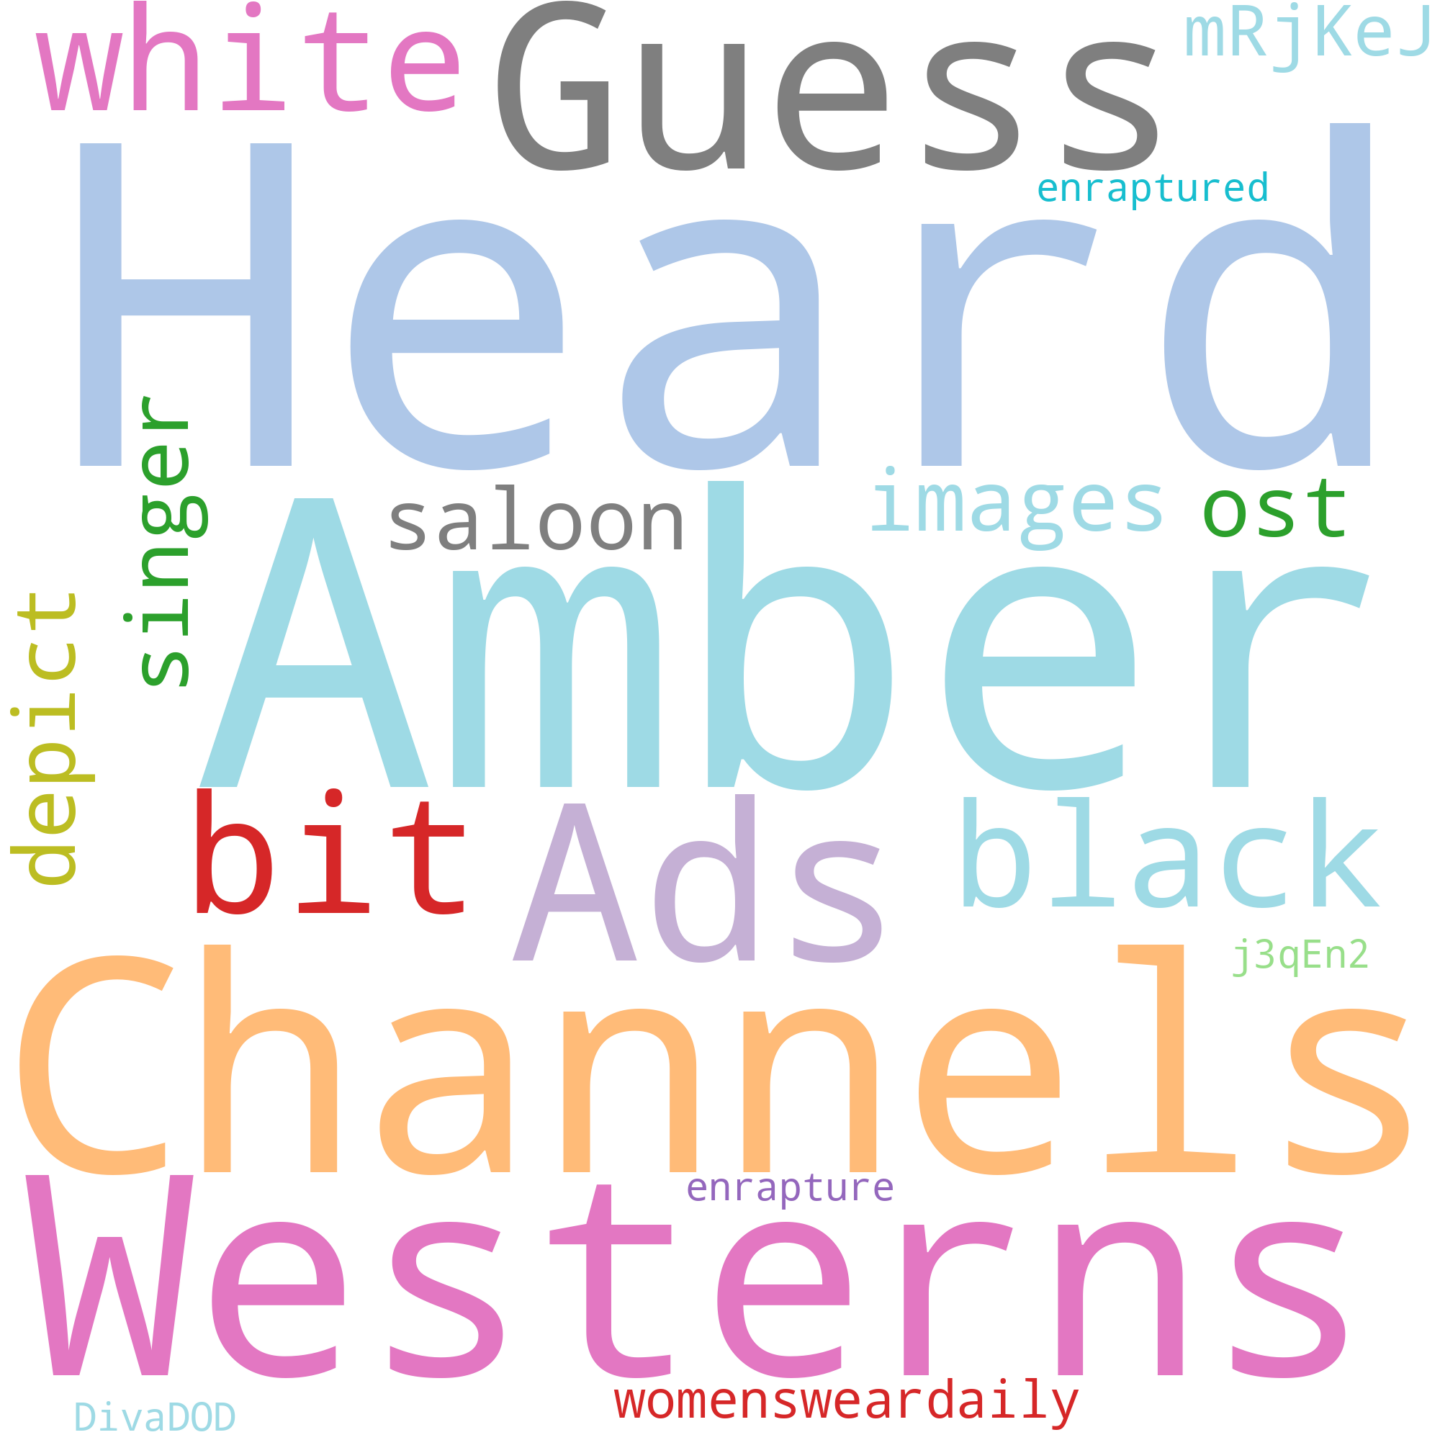 white
Guess
mRjKeJ
enraptured
Heard
singer
saloon
images
ost
Amber
depict
bit
Ads
black
j3qEn2
Channels
enrapture
Westerns
womensweardaily
DivaDOD